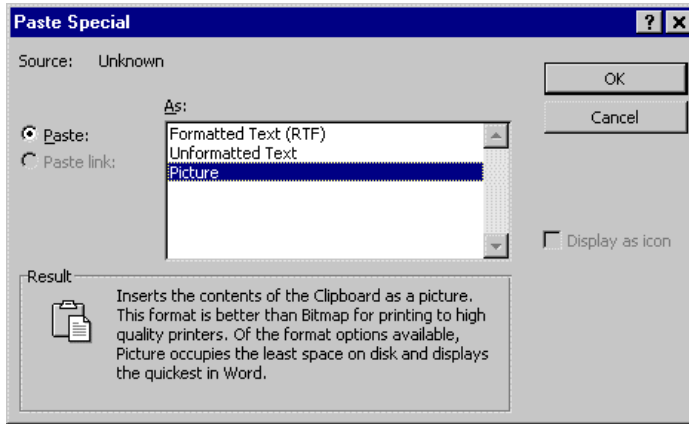 Paste Special
Source: Unknown
OK
Cancel
As:
Paste:
Paste link:
Formatted Text (RTF)
Unformatted Text
Picture
Display as icon
Result
Inserts the contents of the Clipboard as a picture.
This format is better than Bitmap for printing to high
quality printers. Of the format options available,
Picture occupies the least space on disk and displays
the quickest in Word.